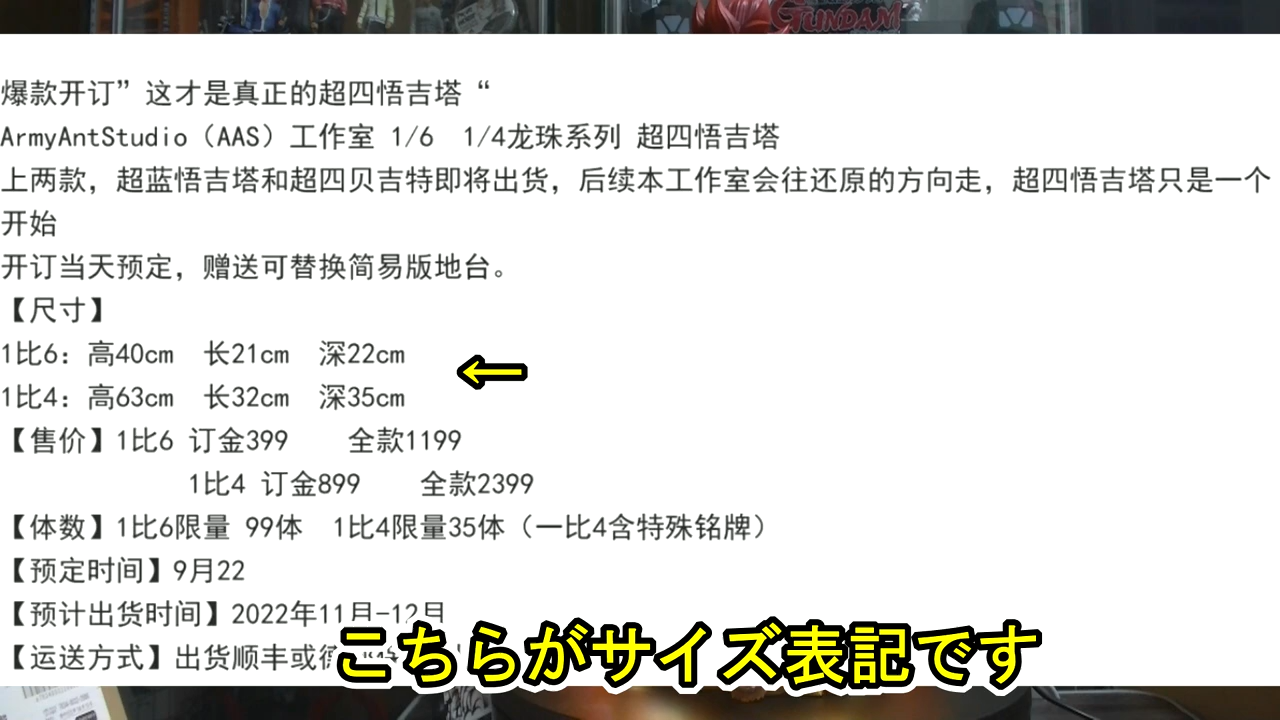 GUNDAM
爆款开订”这才是真正的超四悟吉塔“
ArmyAntStudio（AAS）工作室 1/6 1/4龙珠系列 超四悟吉塔
上两款，超蓝悟吉塔和超四贝吉特即将出货，后续本工作室会往还原的方向走，超四悟吉塔只是一个
开始
开订当天预定，赠送可替换简易版地台。
【尺寸】
1比6：高40cm 长21cm 深22cm
←
1比4：高63cm 长32cm 深35cm
【售价】1比6 订金399 全款1199
1比4 订金899 全款2399
【体数】1比6限量 99体 1比4限量35体（一比4含特殊铭牌）
【预定时间】9月22
【预计出货时间】2022年11月-12月
【运送方式】出货顺丰或
こちらがサイズ表記です